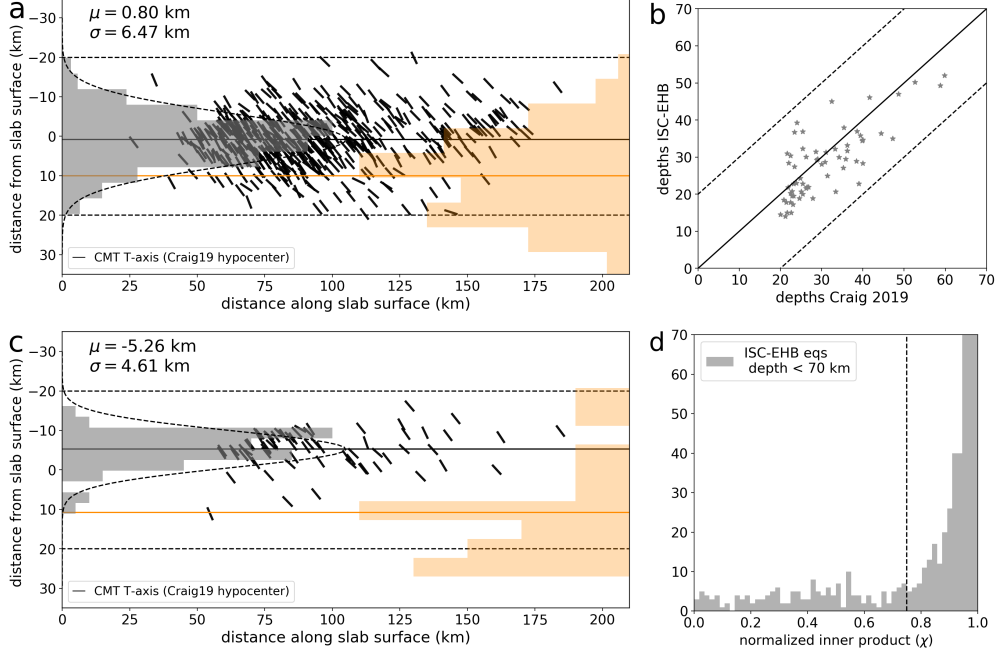 a
μ = 0.80 km
σ = 6.47 km
distance from slab surface (km)
−30
−20
−10
0
10
20
30
CMT T-axis (Craig19 hypocenter)
0 25 50 75 100 125 150 175 200
distance along slab surface (km)
b
depths ISC-EHB
70
60
50
40
30
20
10
0
0 10 20 30 40 50 60 70
depths Craig 2019
c
μ = -5.26 km
σ = 4.61 km
distance from slab surface (km)
−30
−20
−10
0
10
20
30
CMT T-axis (Craig19 hypocenter)
0 25 50 75 100 125 150 175 200
distance along slab surface (km)
d
ISC-EHB eqs
depth < 70 km
70
60
50
40
30
20
10
0
0.0 0.2 0.4 0.6 0.8 1.0
normalized inner product (χ)